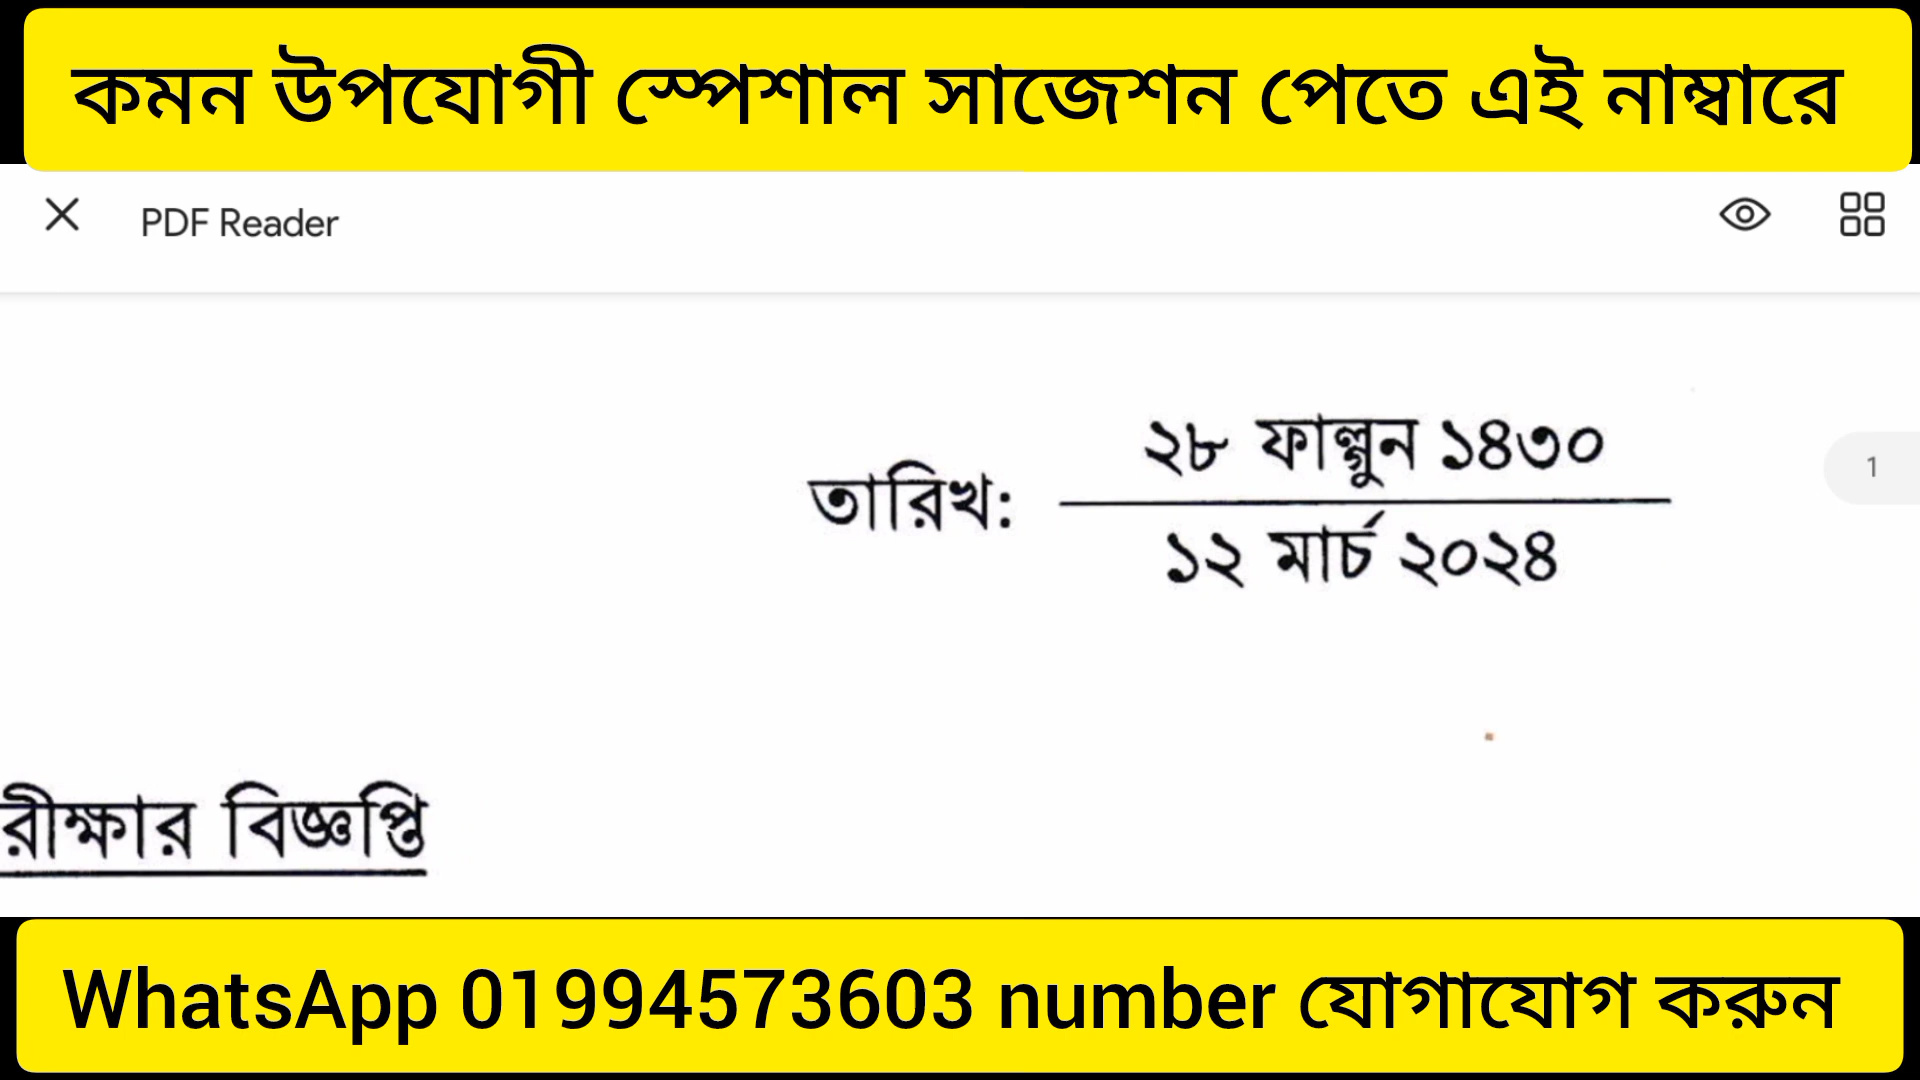 কমন উপযোগী স্পেশাল সাজেশন পেতে এই নাম্বারে
PDF Reader
২৮ ফাল্গুন ১৪৩০
তারিখ:
১২ মার্চ ২০২৪
1
রীক্ষার বিজ্ঞপ্তি
WhatsApp 01994573603 number যোগাযোগ করুন